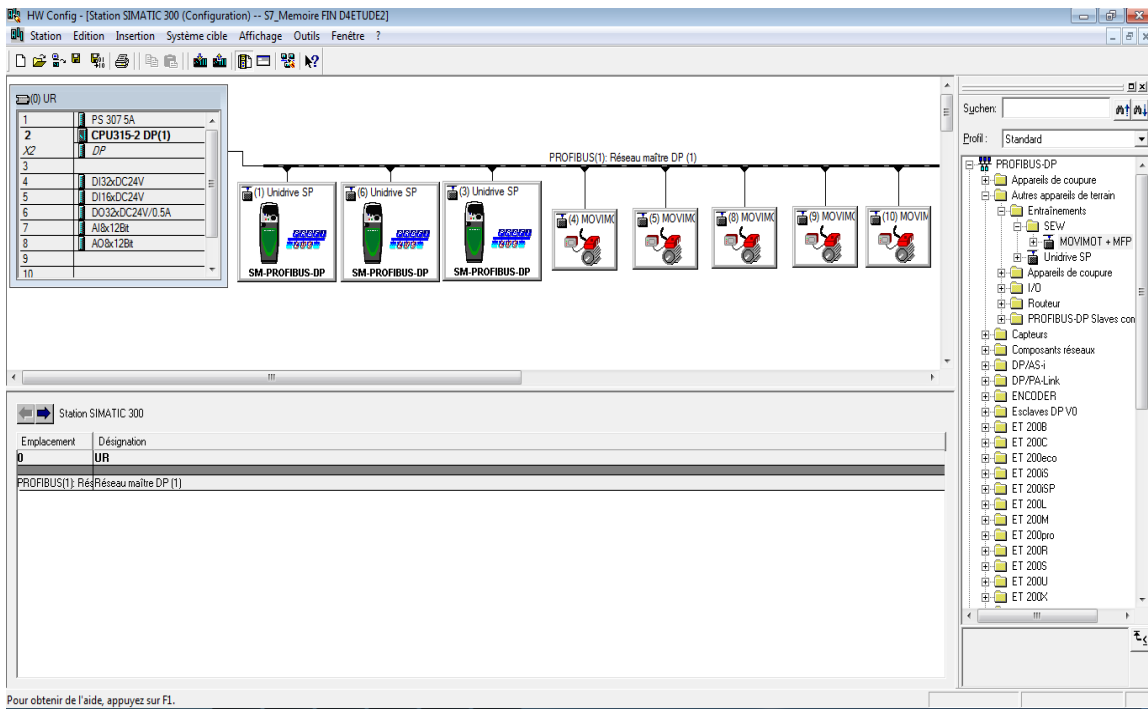 HW Config - [Station SIMATIC 300 (Configuration) -- S7_Memoire FIN D4ETUDE2]
Station Edition Insertion Système cible Affichage Outils Fenêtre ?
(0) UR
1 PS 307 5A
2 CPU315-2 DP(1)
X2 DP
3
4 DI32xDC24V
5 DI16xDC24V
6 DO32xDC24V/0.5A
7 AI8x12Bit
8 AO8x12Bit
9
10
PROFIBUS(1): Réseau maître DP (1)
(1) Unidrive SP
SM-PROFIBUS-DP
(6) Unidrive SP
SM-PROFIBUS-DP
(3) Unidrive SP
SM-PROFIBUS-DP
(4) MOVIMO
(5) MOVIMO
(8) MOVIMO
(9) MOVIMO
(10) MOVIM
Suchen:
Profil : Standard
PROFIBUS-DP
Appareils de coupure
Autres appareils de terrain
Entraînements
SEW
MOVIMOT + MFP
Unidrive SP
Appareils de coupure
I/O
Routeur
PROFIBUS-DP Slaves con
Capteurs
Composants réseaux
DP/AS-i
DP/PA-Link
ENCODER
Esclaves DP V0
ET 200B
ET 200C
ET 200eco
ET 200iS
ET 200iSP
ET 200L
ET 200M
ET 200pro
ET 200R
ET 200S
ET 200U
ET 200X
Station SIMATIC 300
Emplacement Désignation
0 UR
PROFIBUS(1): Rés Réseau maître DP (1)
Pour obtenir de l'aide, appuyez sur F1.